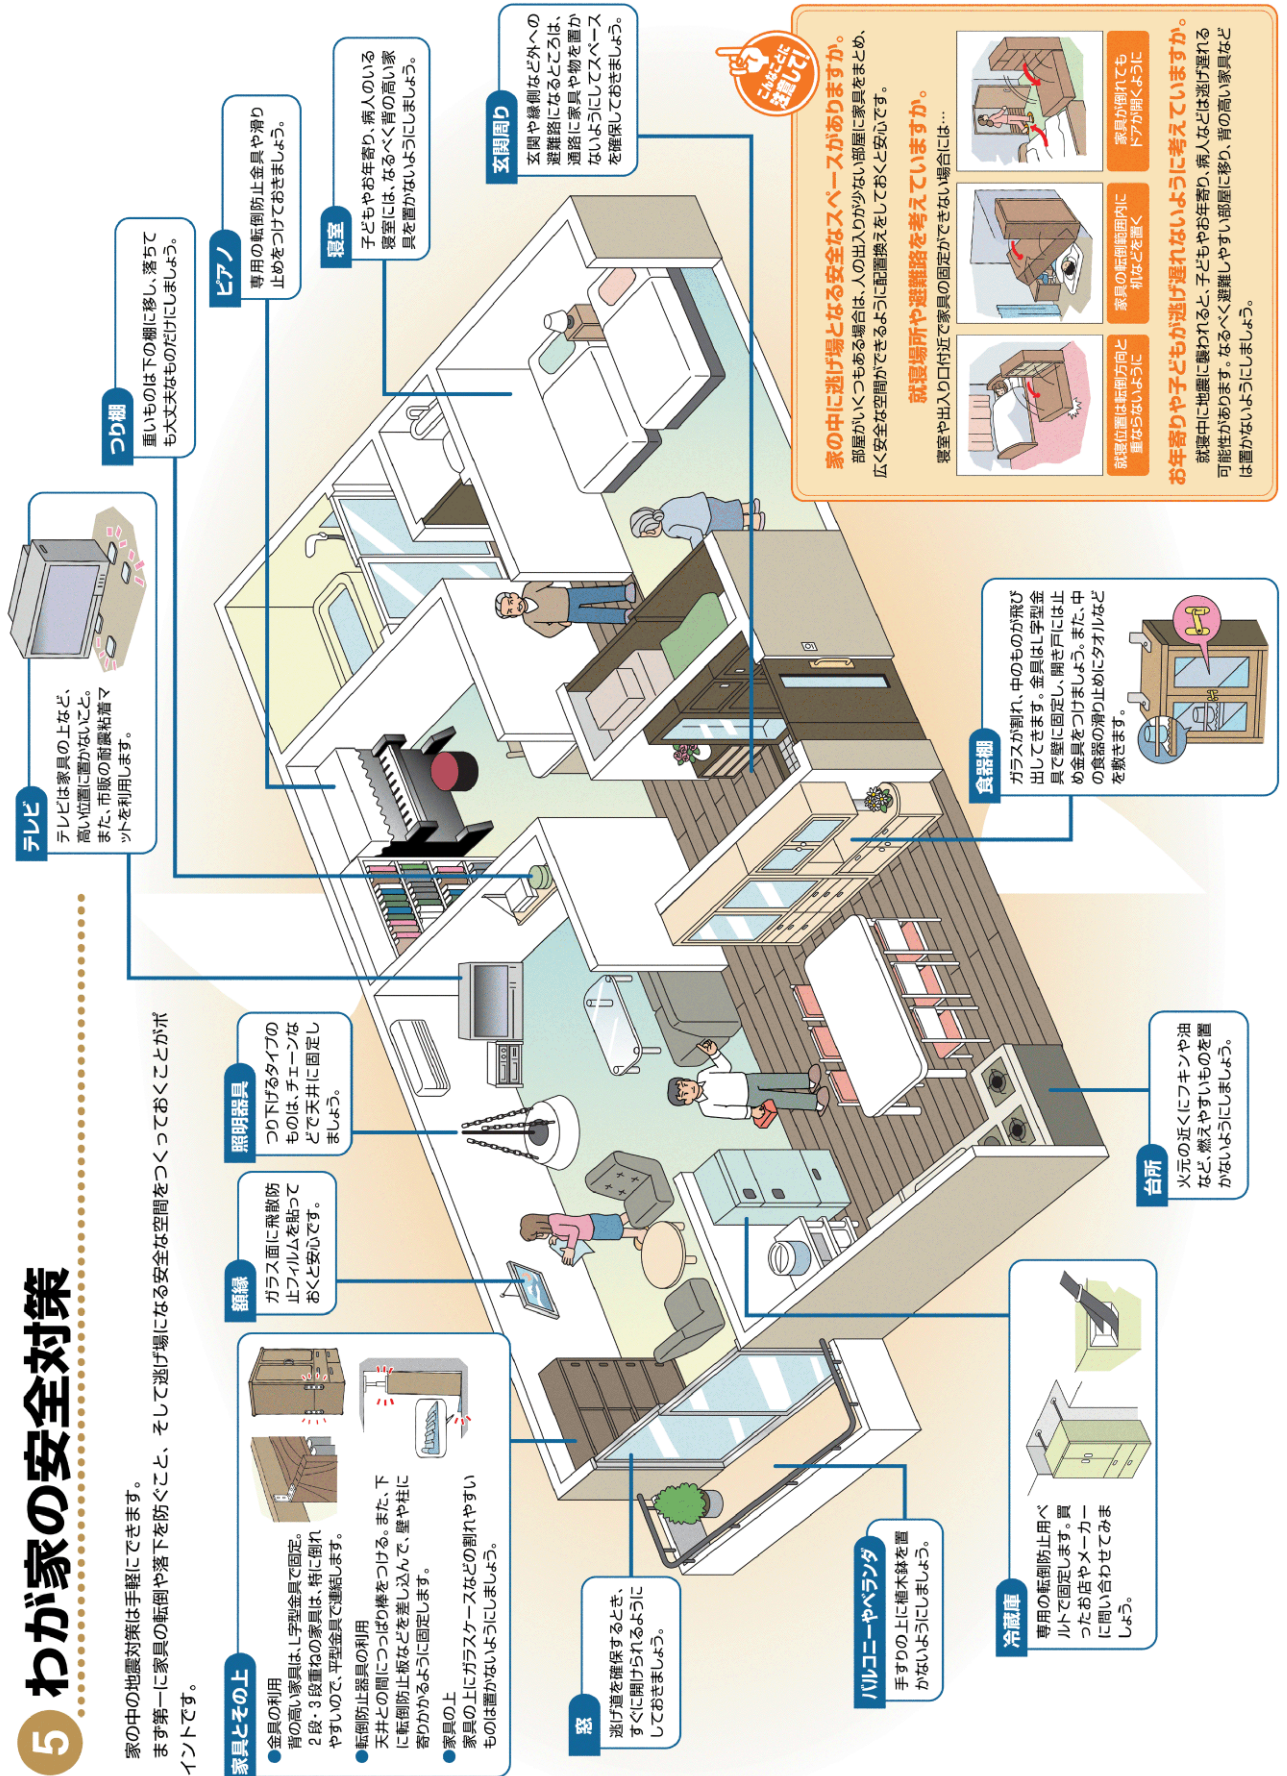 5 わが家の安全対策
家の中の地震対策は手軽にできます。
まず第一に家具の転倒や落下を防ぐこと、そして逃げ場になる安全な空間をつくっておくことがポ
イントです。
家具とその上
●金具の利用
背の高い家具は、L字型金具で固定。
2段・3段重ねの家具は、特に倒れ
やすいので、平型金具で連結します。
●転倒防止器具の利用
天井との間につっぱり棒をつける。また、下
に転倒防止板などを差し込んで、壁や柱に
寄りかかるように固定します。
●家具の上
家具の上にガラスケースなどの割れやすい
ものは置かないようにしましょう。
額縁
ガラス面に飛散防
止フィルムを貼って
おくと安心です。
照明器具
つり下げるタイプの
ものは、チェーンな
どで天井に固定し
ましょう。
テレビ
テレビは家具の上など、
高い位置に置かないこと。
また、市販の耐震粘着マ
ットを利用します。
つり棚
重いものは下の棚に移し、落ちて
も大丈夫なものだけにしましょう。
ピアノ
専用の転倒防止金具や滑り
止めをつけておきましょう。
寝室
子どもやお年寄り、病人のいる
寝室には、なるべく背の高い家
具を置かないようにしましょう。
玄関周り
玄関や縁側など外への
避難路になるところは、
通路に家具や物を置か
ないようにしてスペース
を確保しておきましょう。
窓
逃げ道を確保するとき、
すぐに開けられるように
しておきましょう。
バルコニーやベランダ
手すりの上に植木鉢を置
かないようにしましょう。
冷蔵庫
専用の転倒防止用ベ
ルトで固定します。買
ったお店やメーカー
に問い合わせてみま
しょう。
台所
火元の近くにフキンや油
など、燃えやすいものを置
かないようにしましょう。
食器棚
ガラスが割れ、中のものが飛び
出してきます。金具はL字型金
具で壁に固定し、開き戸には止
め金具をつけましょう。また、中
の食器の滑り止めにタオルなど
を敷きます。
こんなことに
注意して!
家の中に逃げ場となる安全なスペースがありますか。
部屋がいくつもある場合は、人の出入りが少ない部屋に家具をまとめ、
広く安全な空間ができるように配置換えをしておくと安心です。
就寝場所や避難路を考えていますか。
寝室や出入り口付近で家具の固定ができない場合には…
就寝位置は転倒方向と
重ならないように
家具の転倒範囲内に
机などを置く
家具が倒れても
ドアが開くように
お年寄りや子どもが逃げ遅れないように考えていますか。
就寝中に地震に襲われると、子どもやお年寄り、病人などは逃げ遅れる
可能性があります。なるべく避難しやすい部屋に移り、背の高い家具など
は置かないようにしましょう。